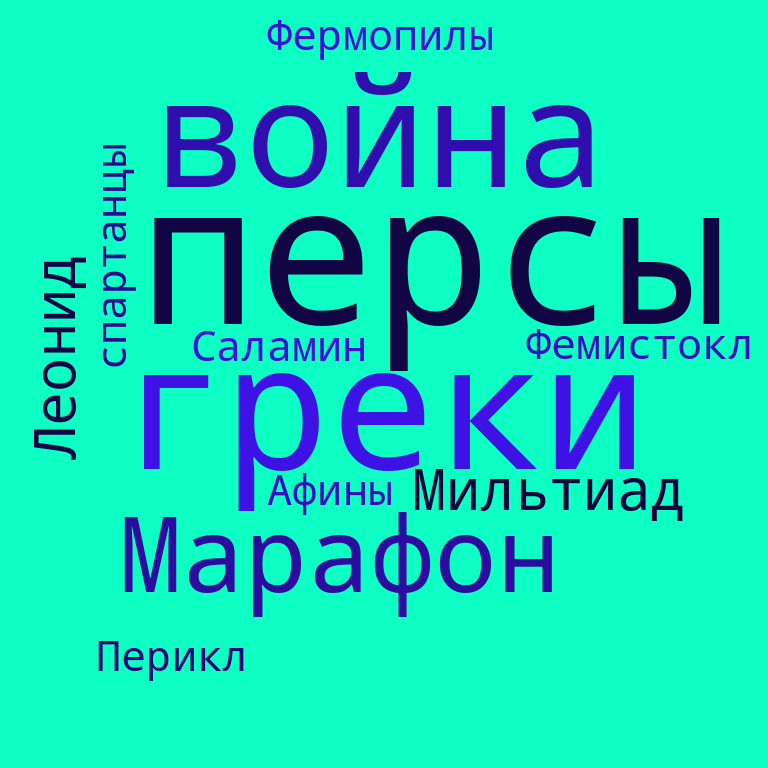 Фермопилы
война
спартанцы
персы
Леонид
Саламин
Фемистокл
греки
Афины
Мильтиад
Марафон
Перикл